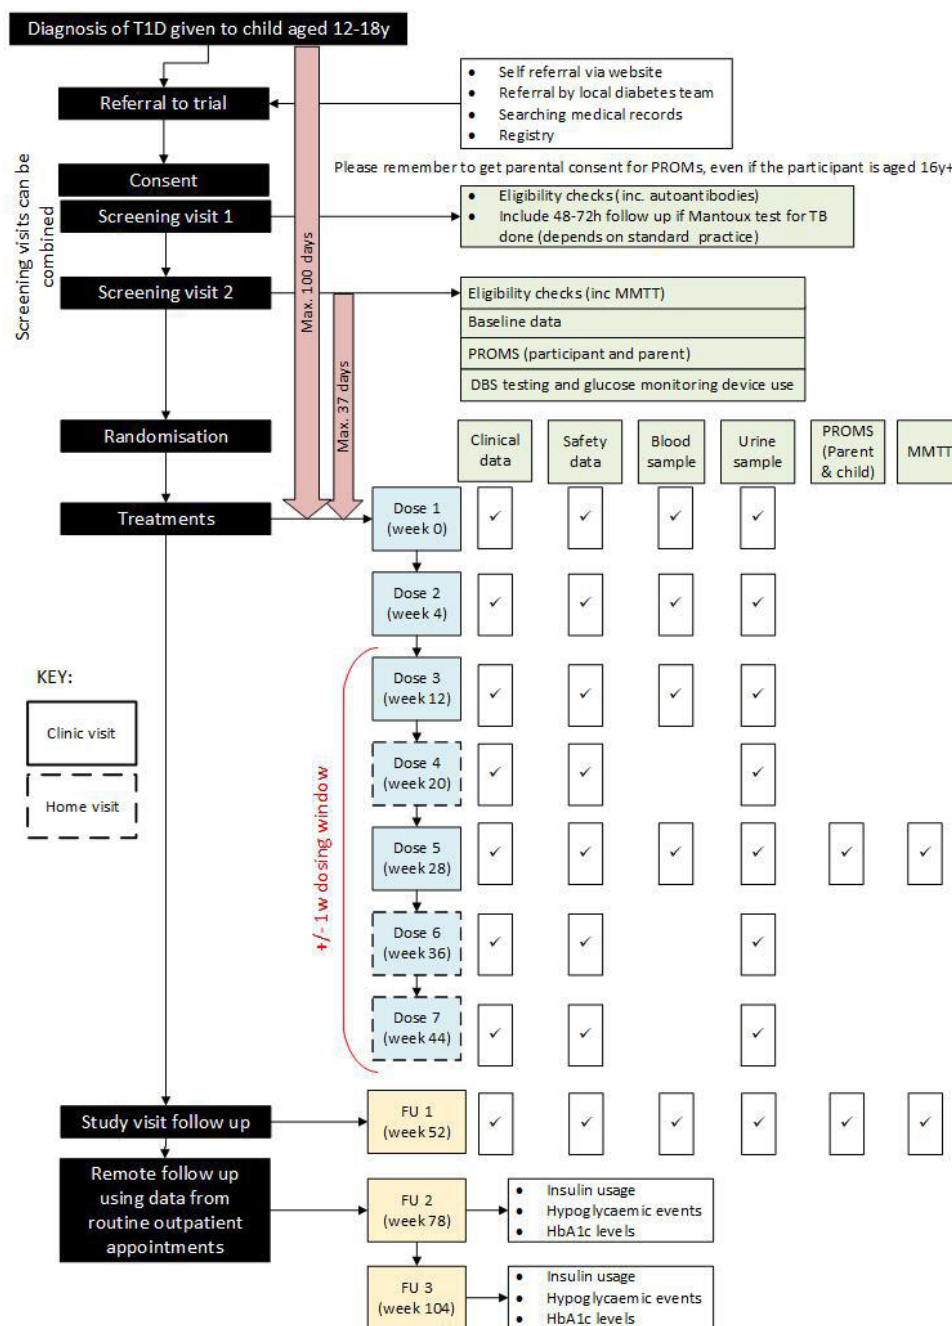 Diagnosis of T1D given to child aged 12-18y
Referral to trial
• Self referral via website
• Referral by local diabetes team
• Searching medical records
• Registry
Please remember to get parental consent for PROMs, even if the participant is aged 16y+
Consent
Screening visits can be
combined
Screening visit 1
• Eligibility checks (inc. autoantibodies)
• Include 48-72h follow up if Mantoux test for TB
done (depends on standard practice)
Max. 100 days
Screening visit 2
Eligibility checks (inc MMTT)
Baseline data
PROMS (participant and parent)
DBS testing and glucose monitoring device use
Max. 37 days
Randomisation
Clinical
data
Safety
data
Blood
sample
Urine
sample
PROMS
(Parent
& child)
MMTT
Treatments
Dose 1
(week 0)
✓ ✓ ✓ ✓
Dose 2
(week 4)
✓ ✓ ✓ ✓
KEY:
Clinic visit
Home visit
+/- 1w dosing window
Dose 3
(week 12)
✓ ✓ ✓ ✓
Dose 4
(week 20)
✓ ✓ ✓
Dose 5
(week 28)
✓ ✓ ✓ ✓ ✓ ✓
Dose 6
(week 36)
✓ ✓ ✓
Dose 7
(week 44)
✓ ✓ ✓
Study visit follow up
FU 1
(week 52)
✓ ✓ ✓ ✓ ✓ ✓
Remote follow up
using data from
routine outpatient
appointments
FU 2
(week 78)
• Insulin usage
• Hypoglycaemic events
• HbA1c levels
FU 3
(week 104)
• Insulin usage
• Hypoglycaemic events
• HbA1c levels